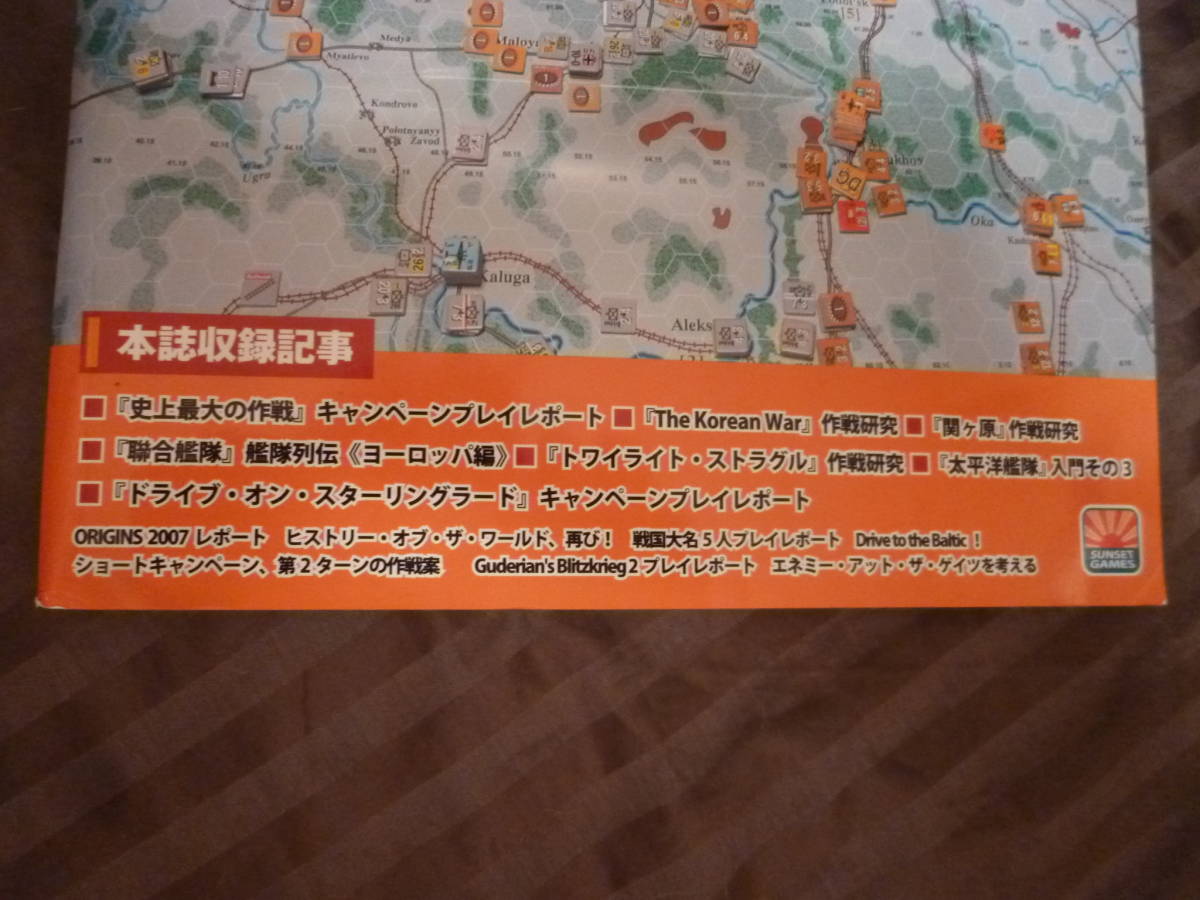 Medyn
Myatlevo
Kondrovo
Polotnyanyy
Zavod
Ugra
Oka
Kaluga
Aleks
本誌収録記事
■『史上最大の作戦』キャンペーンプレイレポート ■『The Korean War』作戦研究 ■『関ヶ原』作戦研究
■『聯合艦隊』艦隊列伝《ヨーロッパ編》■『トワイライト・ストラグル』作戦研究 ■『太平洋艦隊』入門その3
■『ドライブ・オン・スターリングラード』キャンペーンプレイレポート
ORIGINS 2007 レポート ヒストリー・オブ・ザ・ワールド、再び! 戦国大名5人プレイレポート Drive to the Baltic!
ショートキャンペーン、第2ターンの作戦案 Guderian's Blitzkrieg 2 プレイレポート エネミー・アット・ザ・ゲイツを考える
SUNSET
GAMES